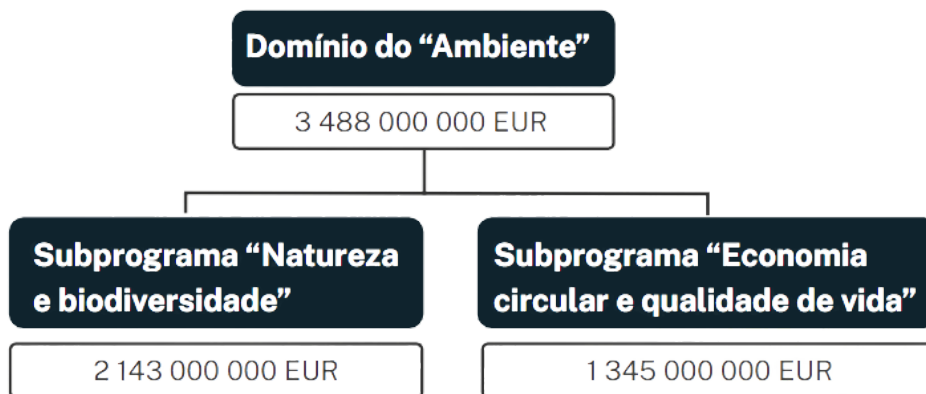 Domínio do “Ambiente”
3 488 000 000 EUR
Subprograma “Natureza
e biodiversidade”
2 143 000 000 EUR
Subprograma “Economia
circular e qualidade de vida”
1 345 000 000 EUR